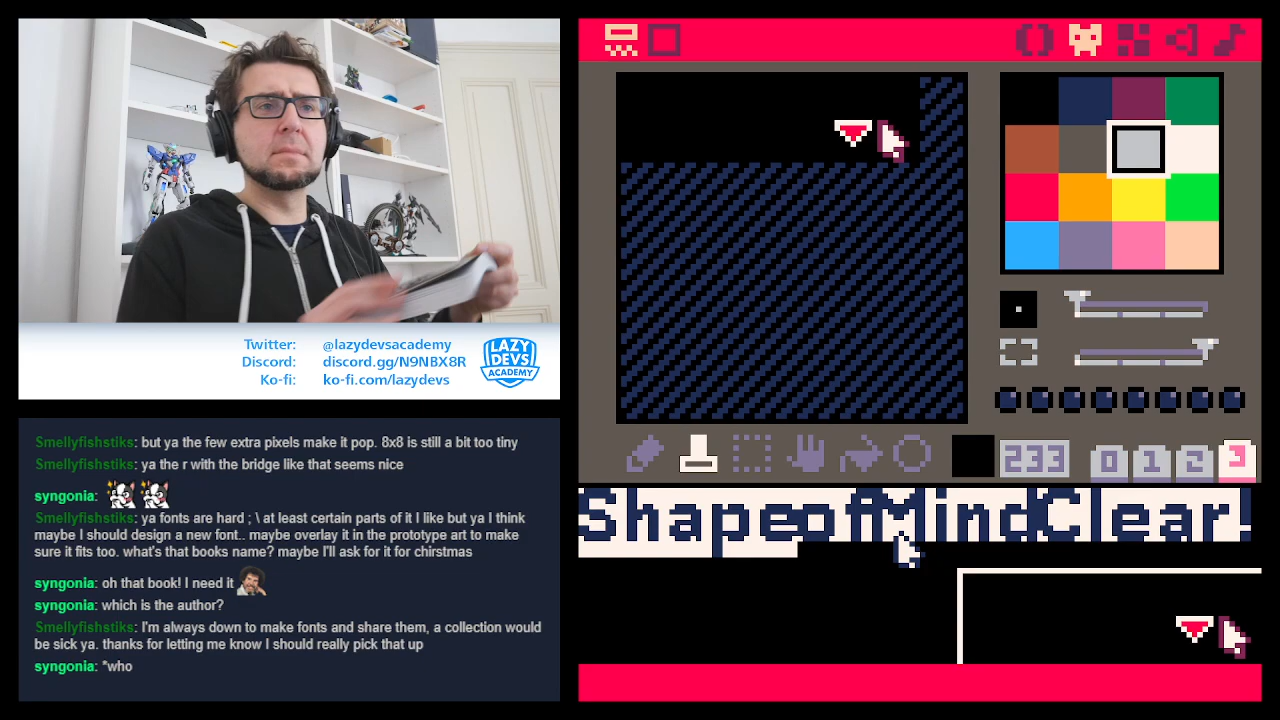 Twitter: @lazydevsacademy
Discord: discord.gg/N9NBX8R
Ko-fi: ko-fi.com/lazydevs
LAZY
DEVS
ACADEMY
Smellyfishstiks: but ya the few extra pixels make it pop. 8x8 is still a bit too tiny
Smellyfishstiks: ya the r with the bridge like that seems nice
syngonia:
Smellyfishstiks: ya fonts are hard ; \ at least certain parts of it I like but ya I think
maybe I should design a new font.. maybe overlay it in the prototype art to make
sure it fits too. what's that books name? maybe I'll ask for it for chirstmas
syngonia: oh that book! I need it
syngonia: which is the author?
Smellyfishstiks: I'm always down to make fonts and share them, a collection would
be sick ya. thanks for letting me know I should really pick that up
syngonia: *who
233 0 1 2 3
ShapeofMindClear!